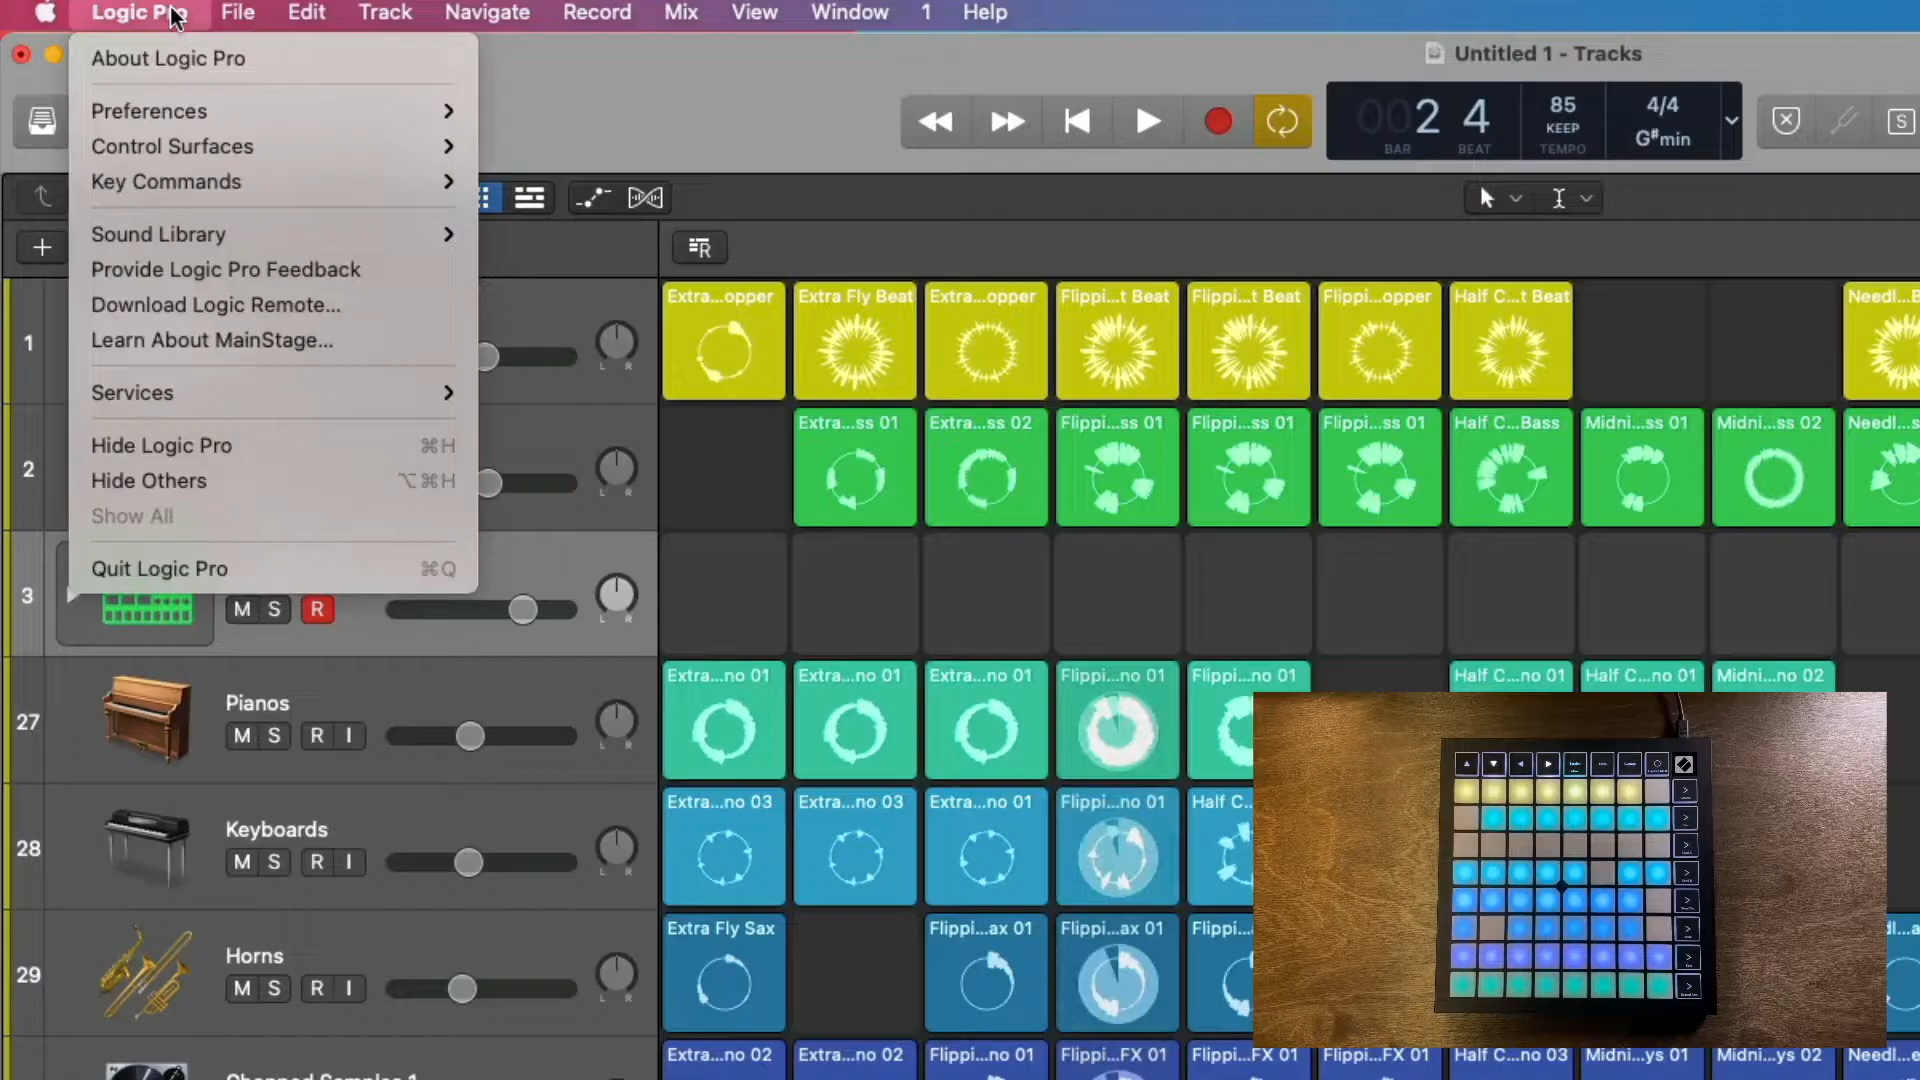 Logic Pro File Edit Track Navigate Record Mix View Window 1 Help
About Logic Pro
Preferences
Control Surfaces
Key Commands
Sound Library
Provide Logic Pro Feedback
Download Logic Remote...
Learn About MainStage...
Services
Hide Logic Pro ⌘H
Hide Others ⌥⌘H
Show All
Quit Logic Pro ⌘Q
Untitled 1 - Tracks
002 4 85 4/4
KEEP G#min
BAR BEAT TEMPO
S
R
1
L R
Extra...opper Extra Fly Beat Extra...opper Flippi...t Beat Flippi...t Beat Flippi...opper Half C...t Beat
2
L R
Extra...ss 01 Extra...ss 02 Flippi...ss 01 Flippi...ss 01 Flippi...ss 01 Half C...Bass Midni...ss 01 Midni...ss 02
3
M S R
L R
27
Pianos
M S R I
L R
Extra...no 01 Extra...no 01 Extra...no 01 Flippi...no 01 Flippi...no 01 Half C...no 01 Half C...no 01 Midni...no 02
28
Keyboards
M S R I
L R
Extra...no 03 Extra...no 03 Extra...no 01 Flippi...no 01 Half C...
29
Horns
M S R I
L R
Extra Fly Sax Flippi...ax 01 Flippi...ax 01 Flippi...
Chopped Samples 1
Extra...no 02 Extra...no 02 Flippi...no 01 Flippi...FX 01 Flippi...FX 01 Flippi...FX 01 Half C...no 03 Midni...ys 01 Midni...ys 02